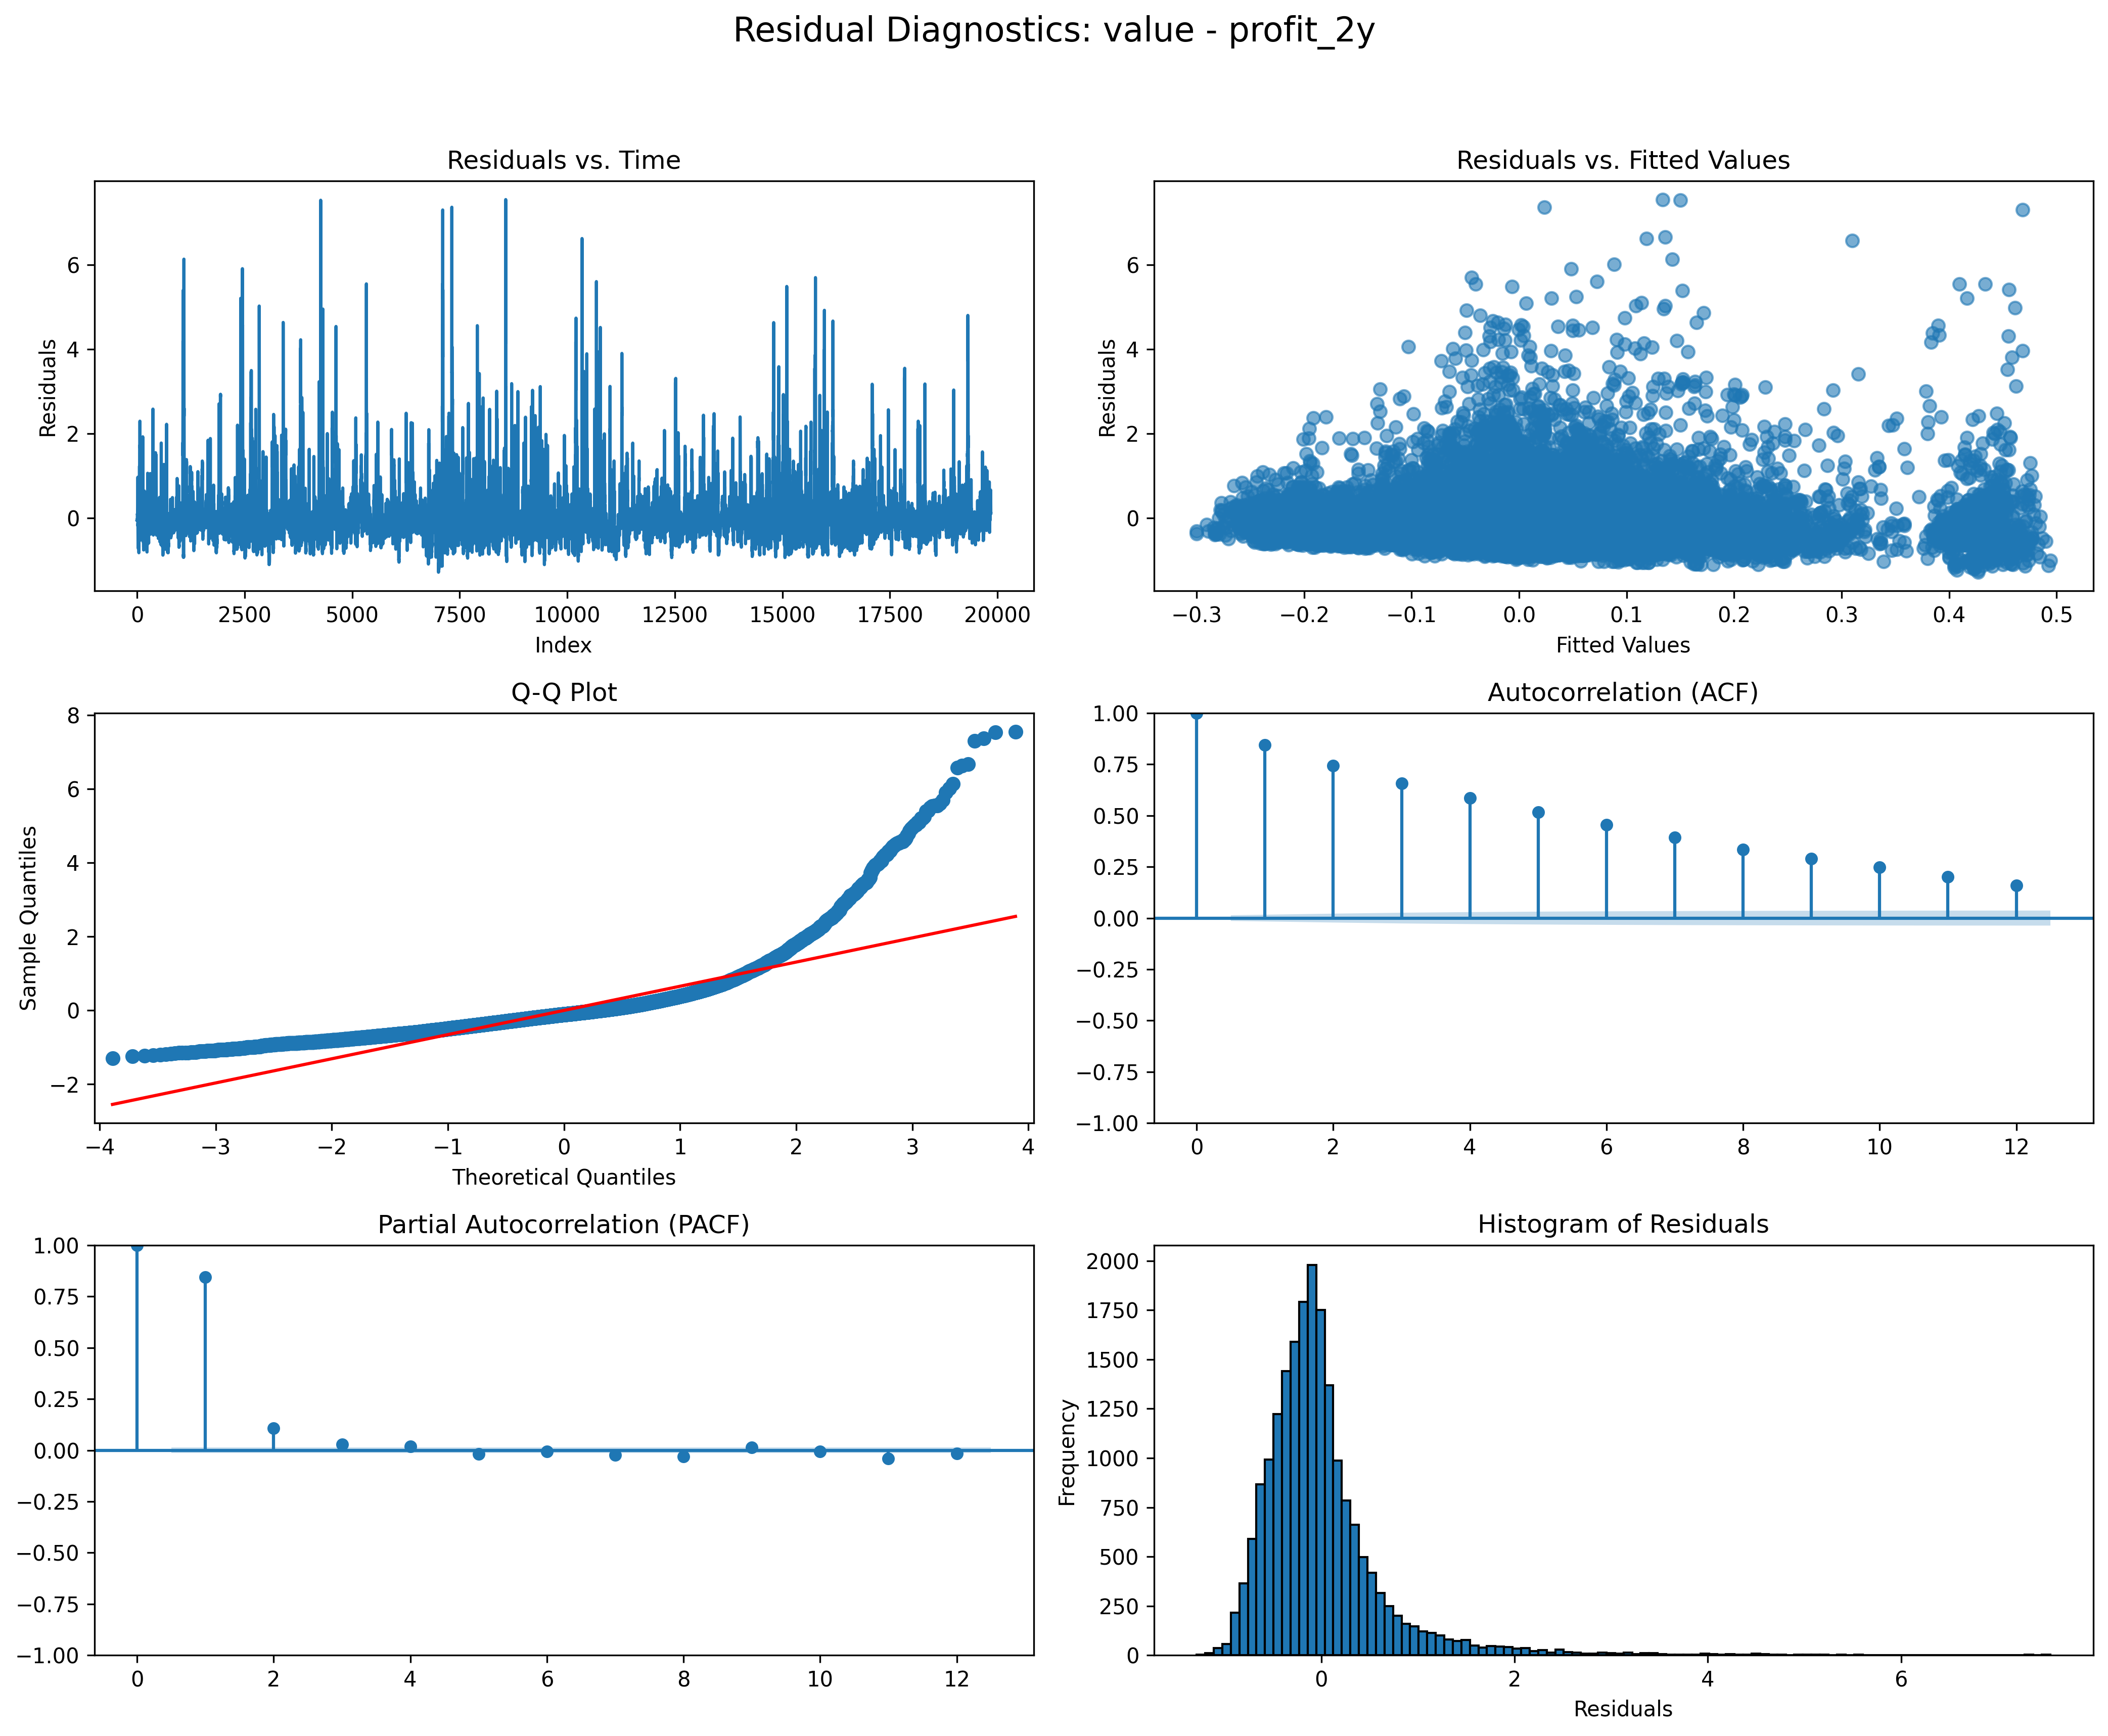 Residual Diagnostics: value - profit_2y
Residuals vs. Time
Residuals
6
4
2
0
0 2500 5000 7500 10000 12500 15000 17500 20000
Index
Residuals vs. Fitted Values
Residuals
6
4
2
0
−0.3 −0.2 −0.1 0.0 0.1 0.2 0.3 0.4 0.5
Fitted Values
Q-Q Plot
Sample Quantiles
8
6
4
2
0
−2
−4 −3 −2 −1 0 1 2 3 4
Theoretical Quantiles
Autocorrelation (ACF)
1.00
0.75
0.50
0.25
0.00
−0.25
−0.50
−0.75
−1.00
0 2 4 6 8 10 12
Partial Autocorrelation (PACF)
1.00
0.75
0.50
0.25
0.00
−0.25
−0.50
−0.75
−1.00
0 2 4 6 8 10 12
Histogram of Residuals
Frequency
2000
1750
1500
1250
1000
750
500
250
0
0 2 4 6
Residuals